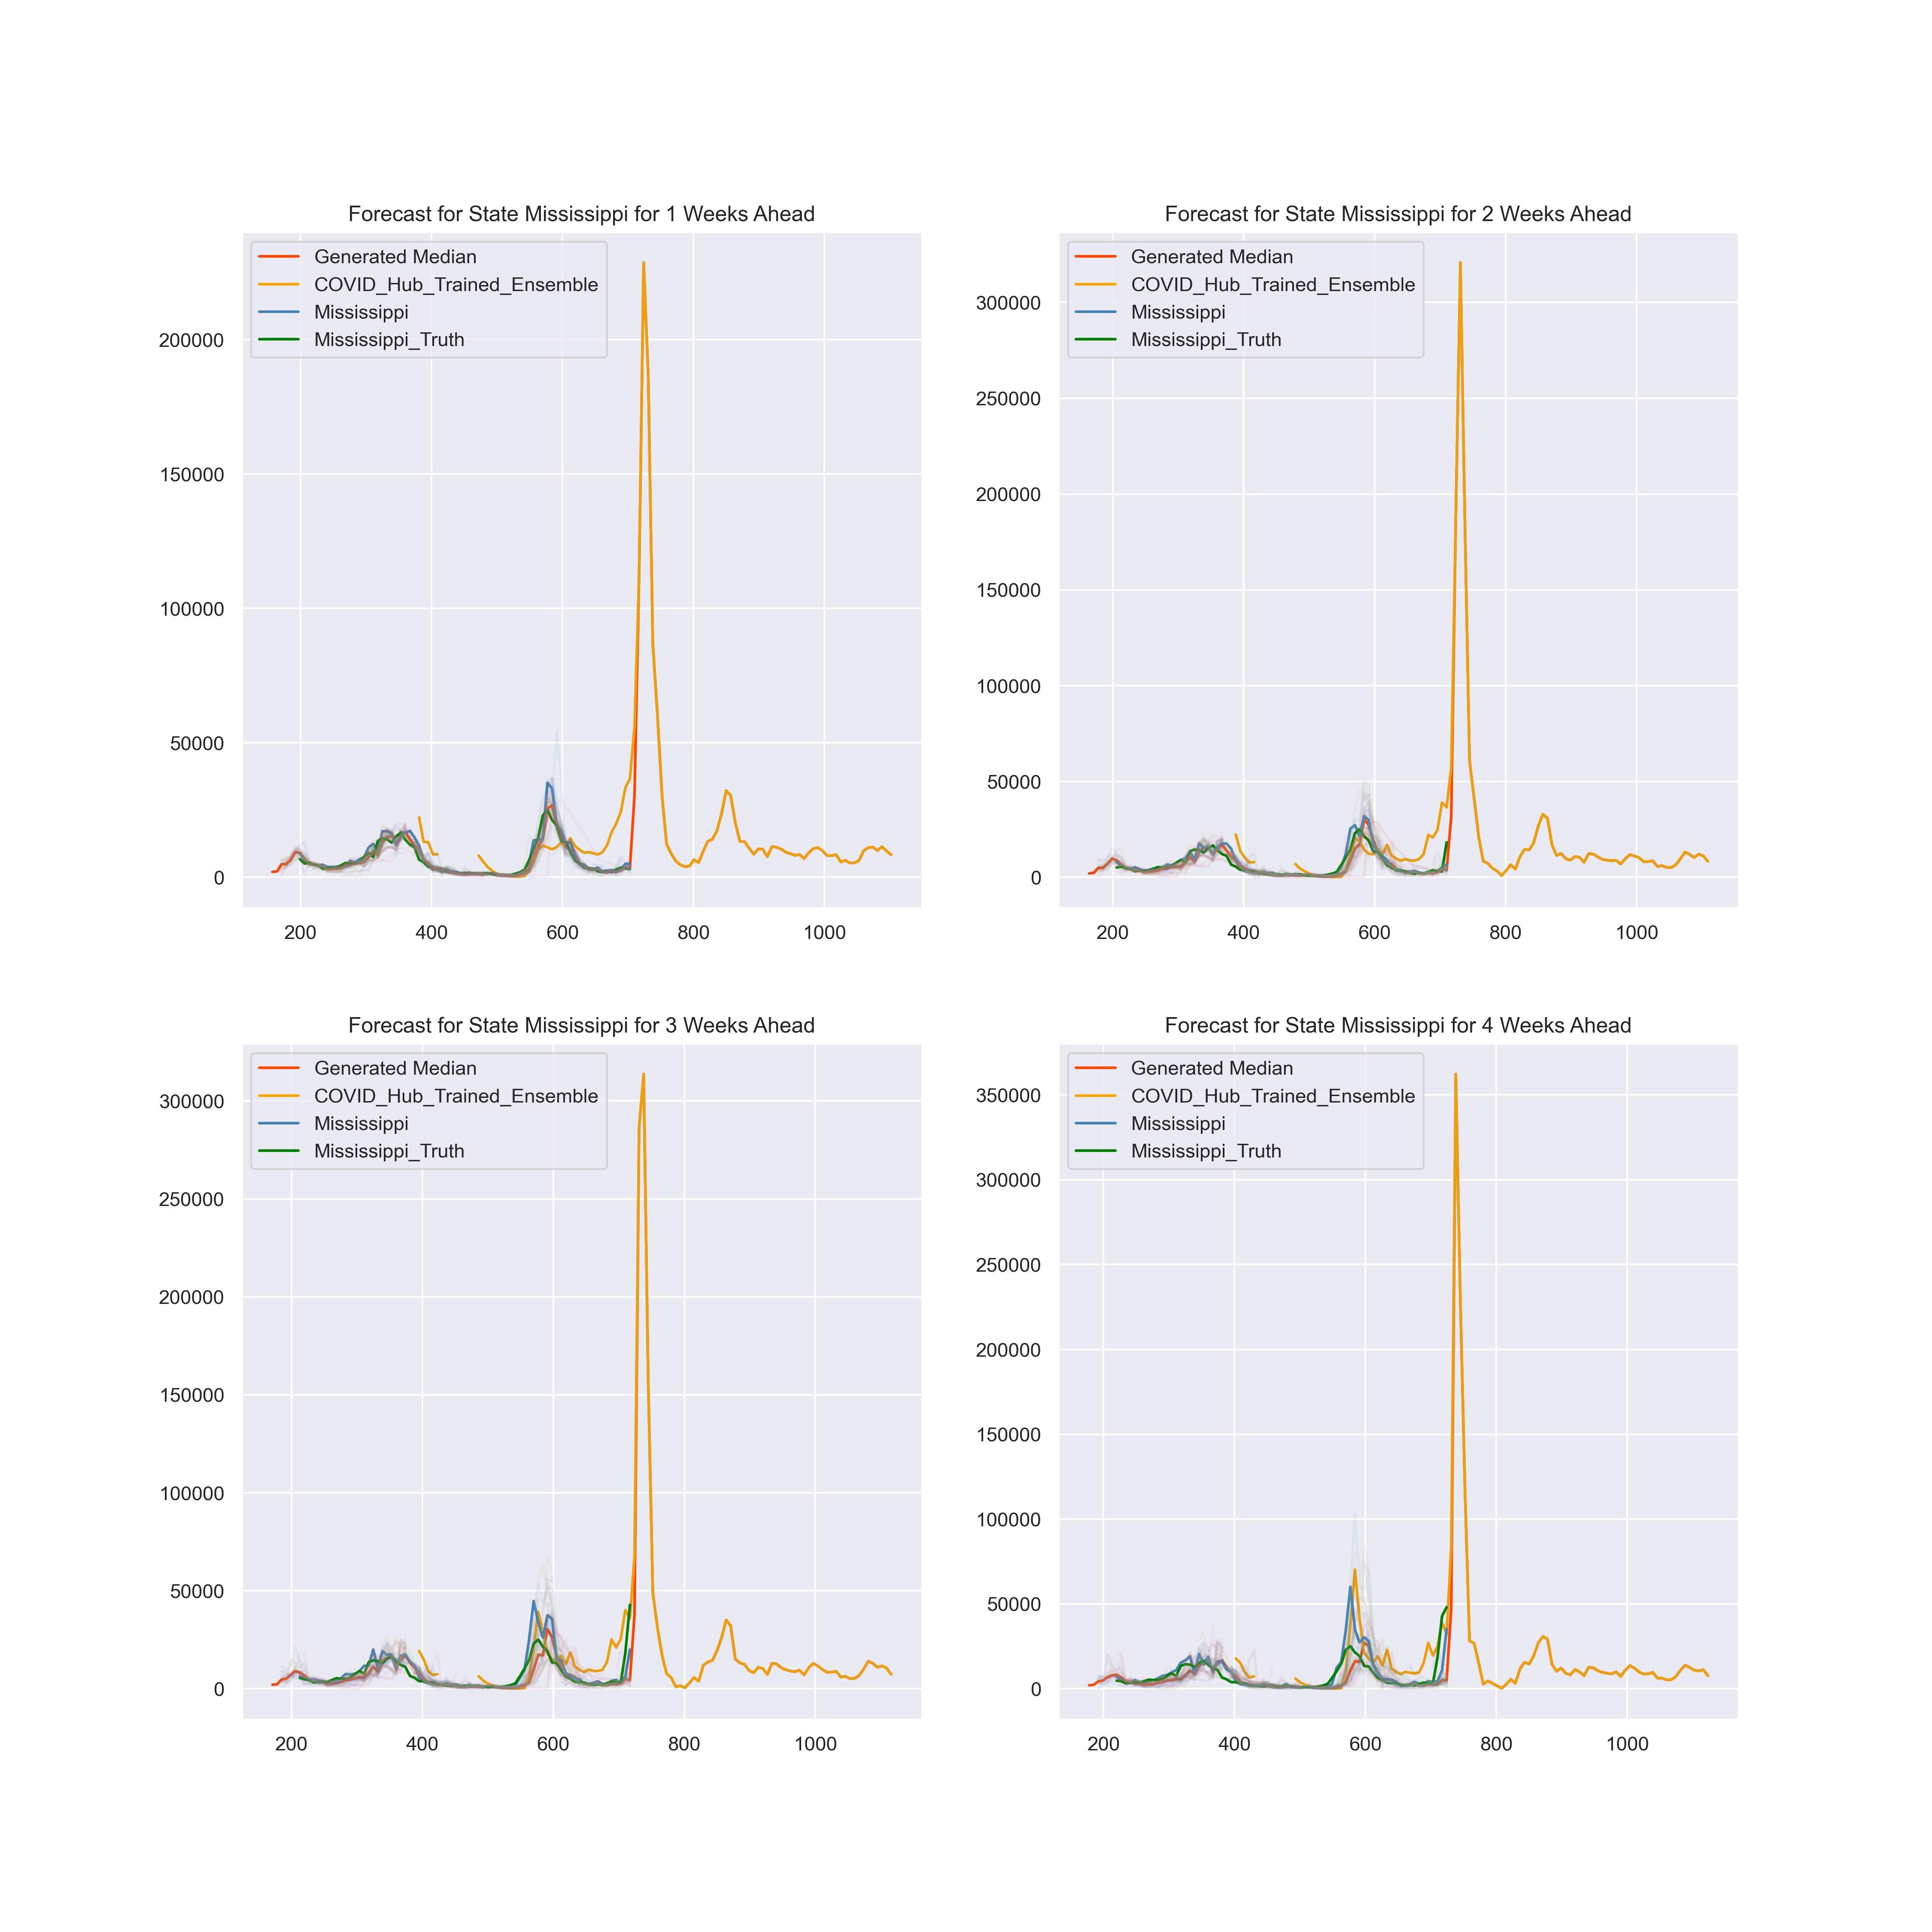 Forecast for State Mississippi for 1 Weeks Ahead
Generated Median
COVID_Hub_Trained_Ensemble
Mississippi
Mississippi_Truth
200000
150000
100000
50000
0
200 400 600 800 1000
Forecast for State Mississippi for 2 Weeks Ahead
Generated Median
COVID_Hub_Trained_Ensemble
Mississippi
Mississippi_Truth
300000
250000
200000
150000
100000
50000
0
200 400 600 800 1000
Forecast for State Mississippi for 3 Weeks Ahead
Generated Median
COVID_Hub_Trained_Ensemble
Mississippi
Mississippi_Truth
300000
250000
200000
150000
100000
50000
0
200 400 600 800 1000
Forecast for State Mississippi for 4 Weeks Ahead
Generated Median
COVID_Hub_Trained_Ensemble
Mississippi
Mississippi_Truth
350000
300000
250000
200000
150000
100000
50000
0
200 400 600 800 1000